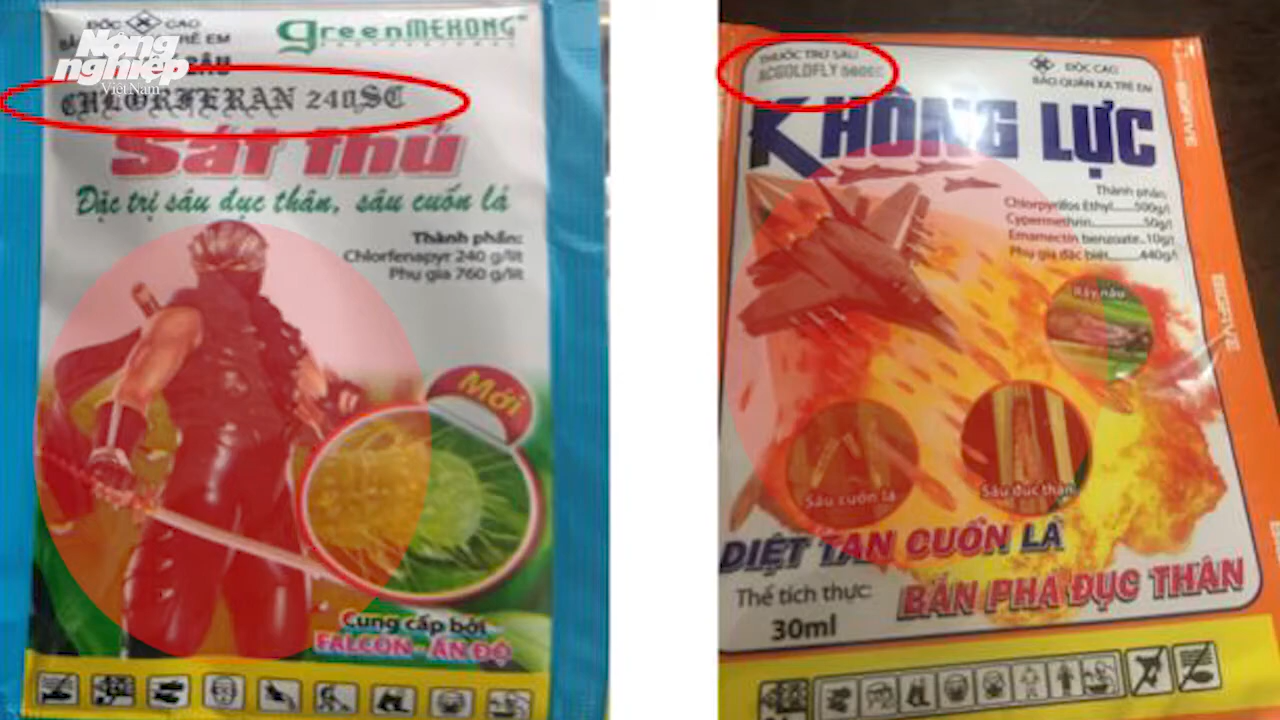 Nông
nghiệp
Việt Nam
ĐỘC CAO
greenMEKONG
CHLORFERAN 240SC
Sát thủ
Đặc trị sâu đục thân, sâu cuốn lá
Thành phần:
Chlorfenapyr 240 g/lít
Phụ gia 760 g/lít
Mới
Cung cấp bởi
FALCON - ẤN ĐỘ
THUỐC TRỪ SÂU
ACGOLDFLY 560EC
ĐỘC CAO
BẢO QUẢN XA TRẺ EM
KHÔNG LỰC
Thành phần:
Chlorpyrifos Ethyl......500g/l
Cypermethrin..............50g/l
Emamectin benzoate..10g/l
Phụ gia đặc biệt.........440g/l
Rầy nâu
Sâu cuốn lá
Sâu đục thân
DIỆT TAN CUỐN LÁ
BẮN PHÁ ĐỤC THÂN
Thể tích thực:
30ml